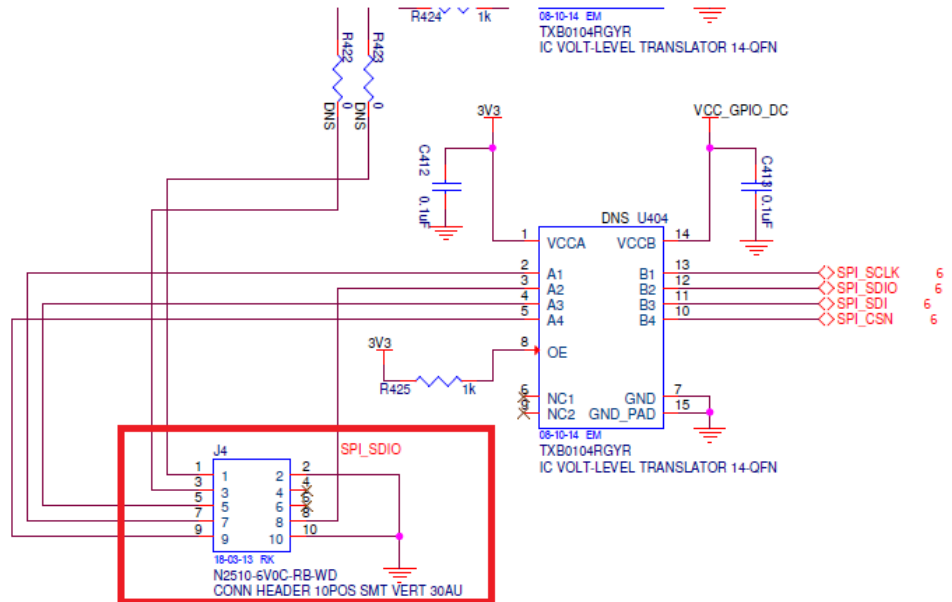 R424 1k
08-10-14 EM
TXB0104RGYR
IC VOLT-LEVEL TRANSLATOR 14-QFN
R422
0
DNS
R423
0
DNS
3V3
VCC_GPIO_DC
C412
0.1uF
C413
0.1uF
DNS U404
1 VCCA VCCB 14
2 A1 B1 13 SPI_SCLK 6
3 A2 B2 12 SPI_SDIO 6
4 A3 B3 11 SPI_SDI 6
5 A4 B4 10 SPI_CSN 6
3V3
8 OE
R425 1k
6 NC1 GND 7
9 NC2 GND_PAD 15
08-10-14 EM
TXB0104RGYR
IC VOLT-LEVEL TRANSLATOR 14-QFN
J4 SPI_SDIO
1 1 2 2
3 3 4 4
5 5 6 6
7 7 8 8
9 9 10 10
18-03-13 RK
N2510-6V0C-RB-WD
CONN HEADER 10POS SMT VERT 30AU